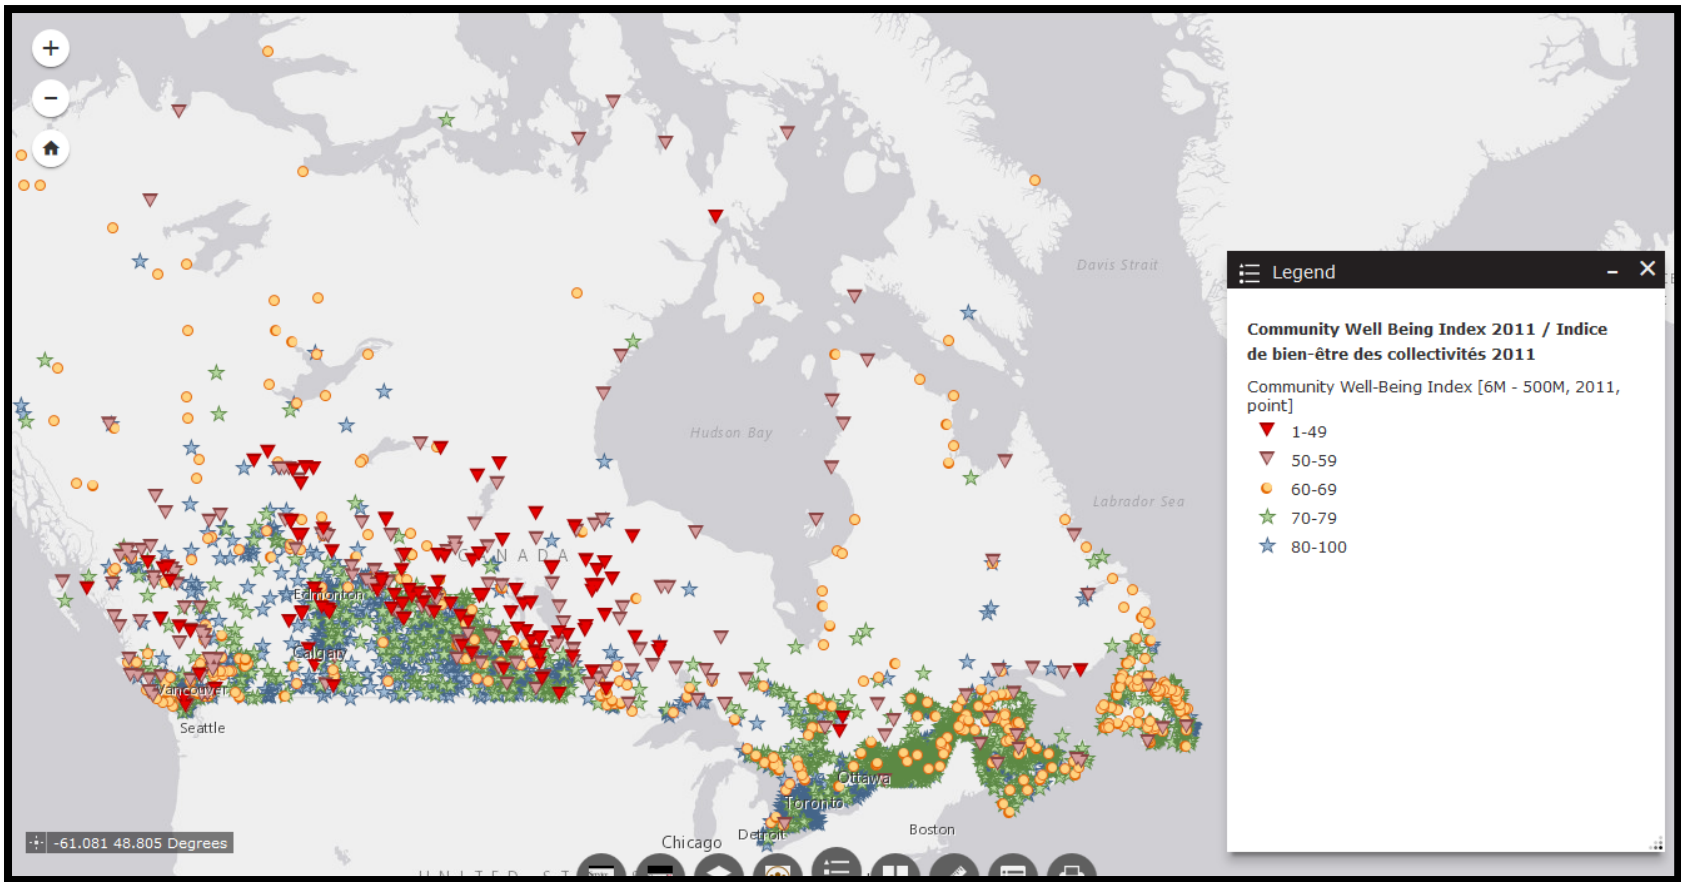 +
−
Davis Strait
Legend
Community Well Being Index 2011 / Indice
de bien-être des collectivités 2011
Community Well-Being Index [6M - 500M, 2011,
point]
1-49
50-59
60-69
70-79
80-100
Hudson Bay
Labrador Sea
CANADA
Edmonton
Calgary
Vancouver
Seattle
Ottawa
Toronto
Detroit
Boston
Chicago
-61.081 48.805 Degrees
UNITED ST